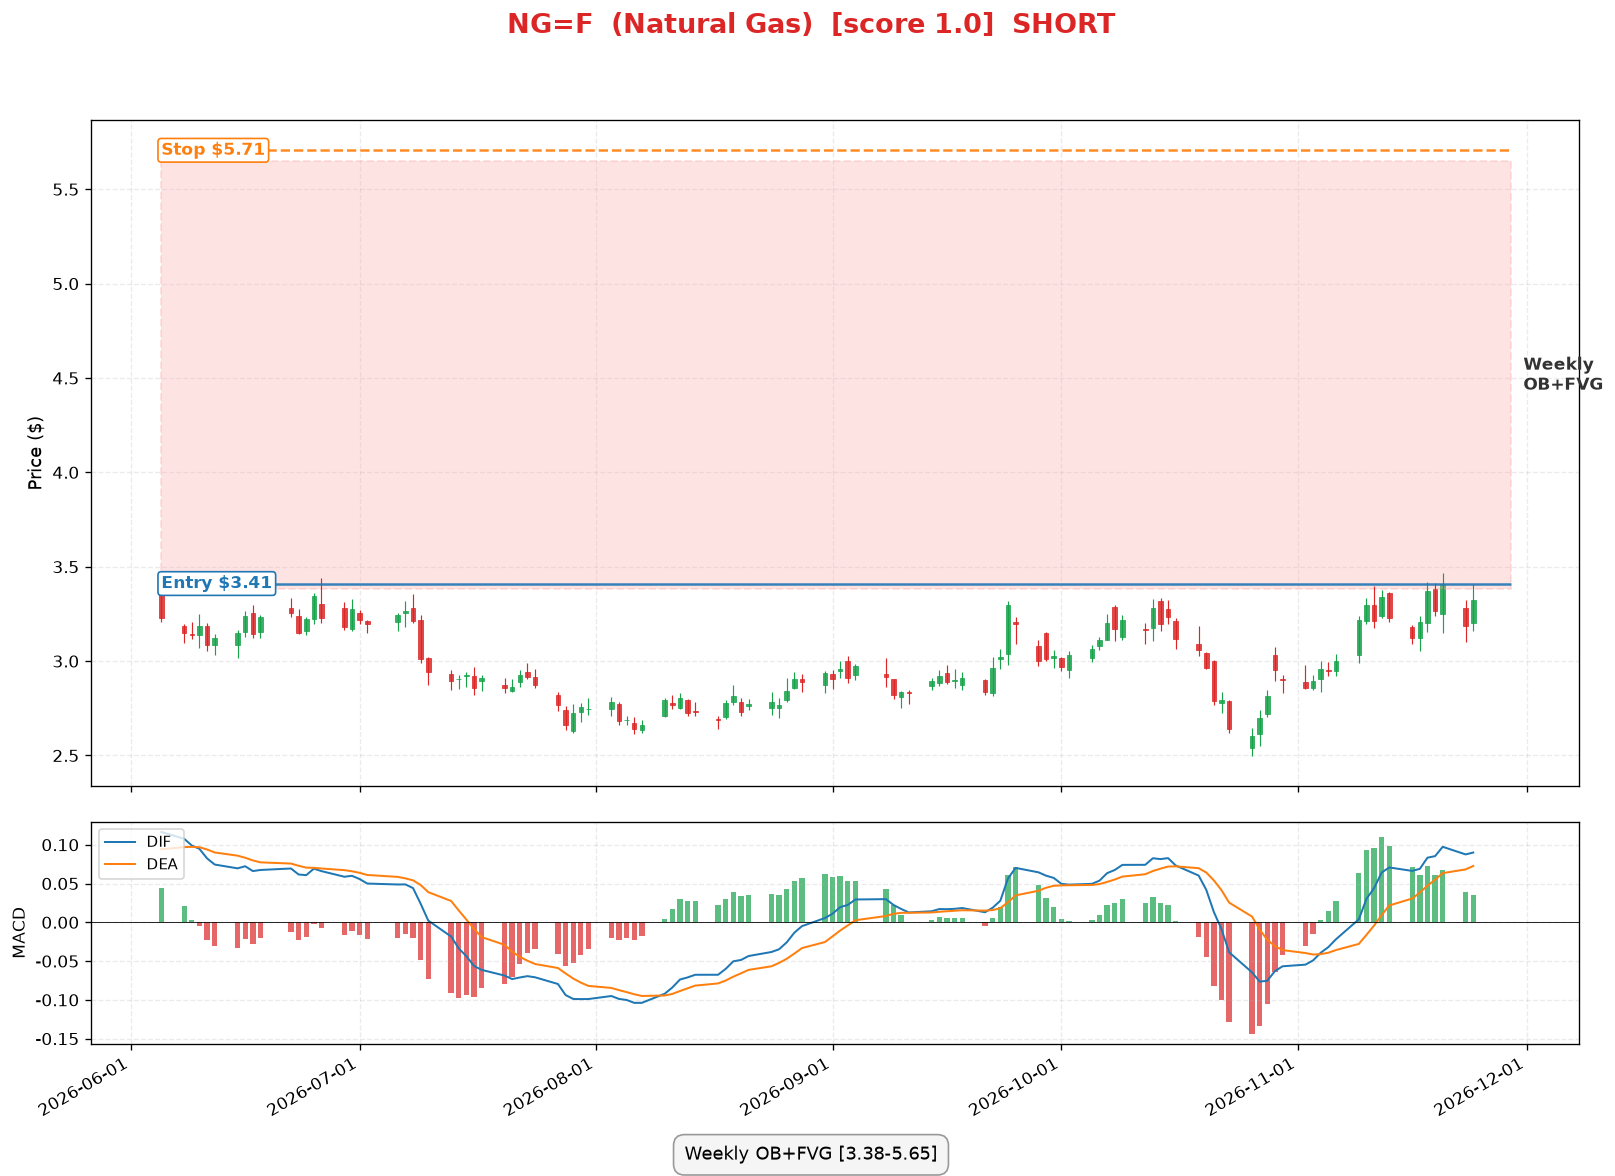 NG=F (Natural Gas) [score 1.0] SHORT
Stop $5.71
Entry $3.41
Weekly
OB+FVG
Price ($)
5.5
5.0
4.5
4.0
3.5
3.0
2.5
DIF
DEA
MACD
0.10
0.05
0.00
-0.05
-0.10
-0.15
2026-06-01
2026-07-01
2026-08-01
2026-09-01
2026-10-01
2026-11-01
2026-12-01
Weekly OB+FVG [3.38-5.65]